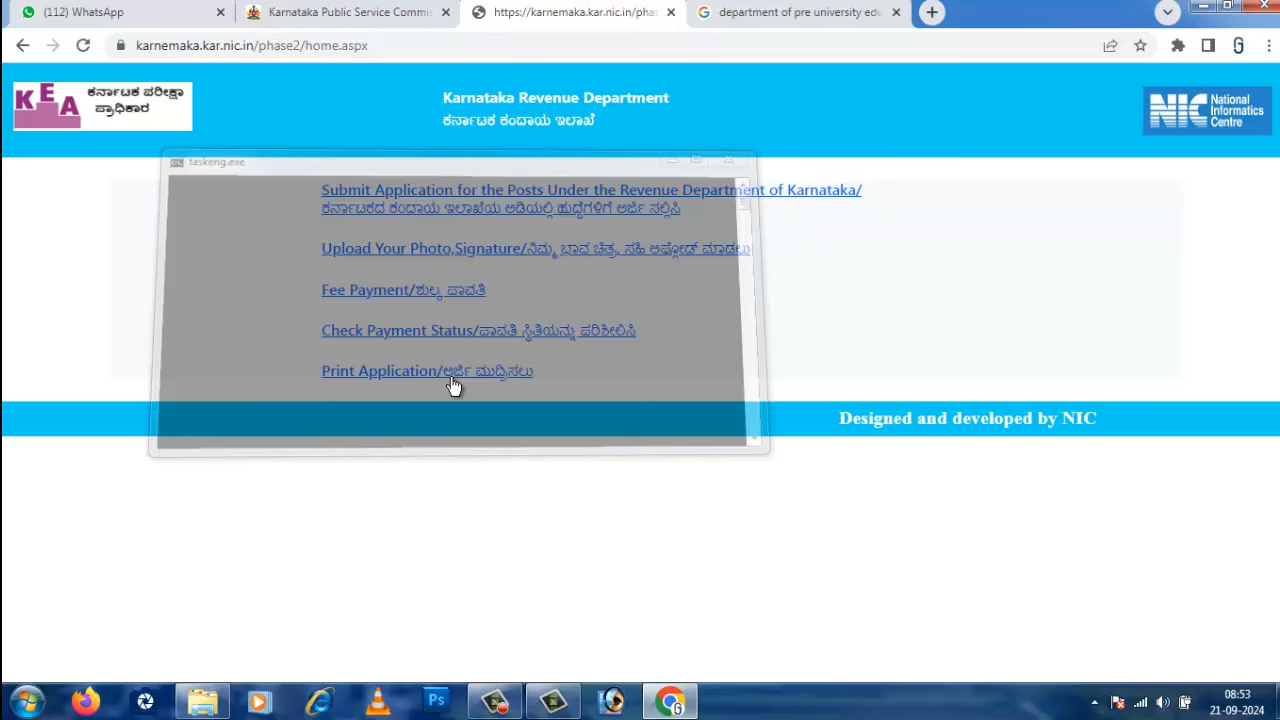 (112) WhatsApp
Karnataka Public Service Commi
https://karnemaka.kar.nic.in/pha
department of pre university edu
karnemaka.kar.nic.in/phase2/home.aspx
KEA
ಕರ್ನಾಟಕ ಪರೀಕ್ಷಾ
ಪ್ರಾಧಿಕಾರ
Karnataka Revenue Department
ಕರ್ನಾಟಕ ಕಂದಾಯ ಇಲಾಖೆ
NIC National
Informatics
Centre
taskeng.exe
Submit Application for the Posts Under the Revenue Department of Karnataka/
ಕರ್ನಾಟಕದ ಕಂದಾಯ ಇಲಾಖೆಯ ಅಡಿಯಲ್ಲಿ ಹುದ್ದೆಗಳಿಗೆ ಅರ್ಜಿ ಸಲ್ಲಿಸಿ
Upload Your Photo,Signature/ನಿಮ್ಮ ಭಾವ ಚಿತ್ರ, ಸಹಿ ಅಪ್ಲೋಡ್ ಮಾಡಲು
Fee Payment/ಶುಲ್ಕ ಪಾವತಿ
Check Payment Status/ಪಾವತಿ ಸ್ಥಿತಿಯನ್ನು ಪರಿಶೀಲಿಸಿ
Print Application/ಅರ್ಜಿ ಮುದ್ರಿಸಲು
Designed and developed by NIC
Ps
08:53
21-09-2024